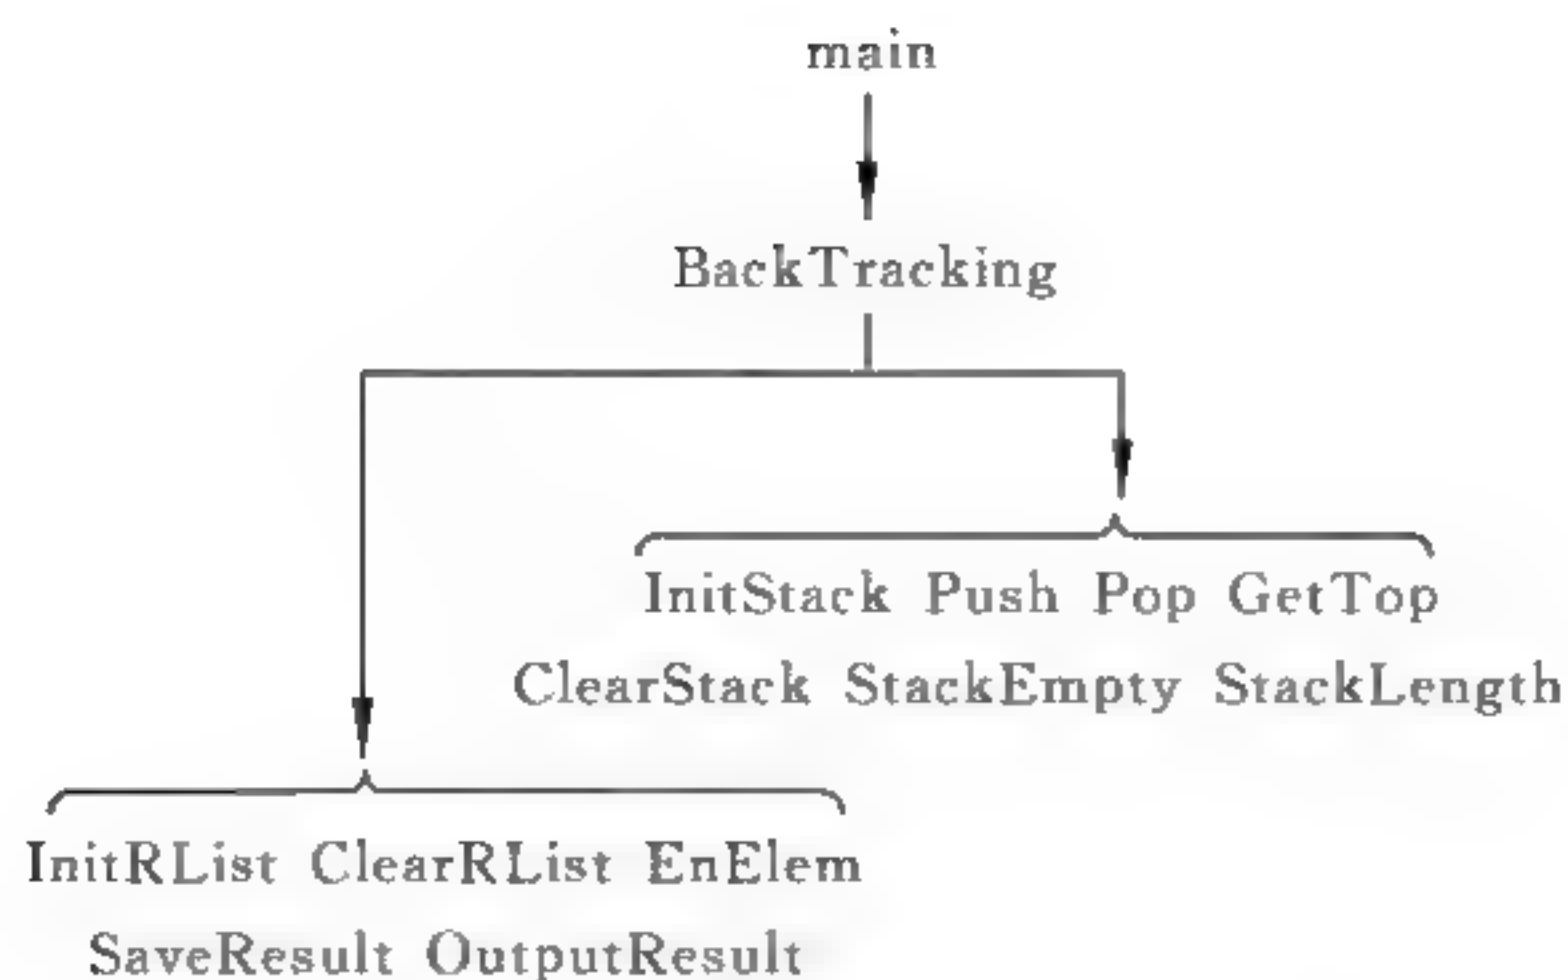 main
BackTracking
InitStack Push Pop GetTop
ClearStack StackEmpty StackLength
InitRList ClearRList EnElem
SaveResult OutputResult